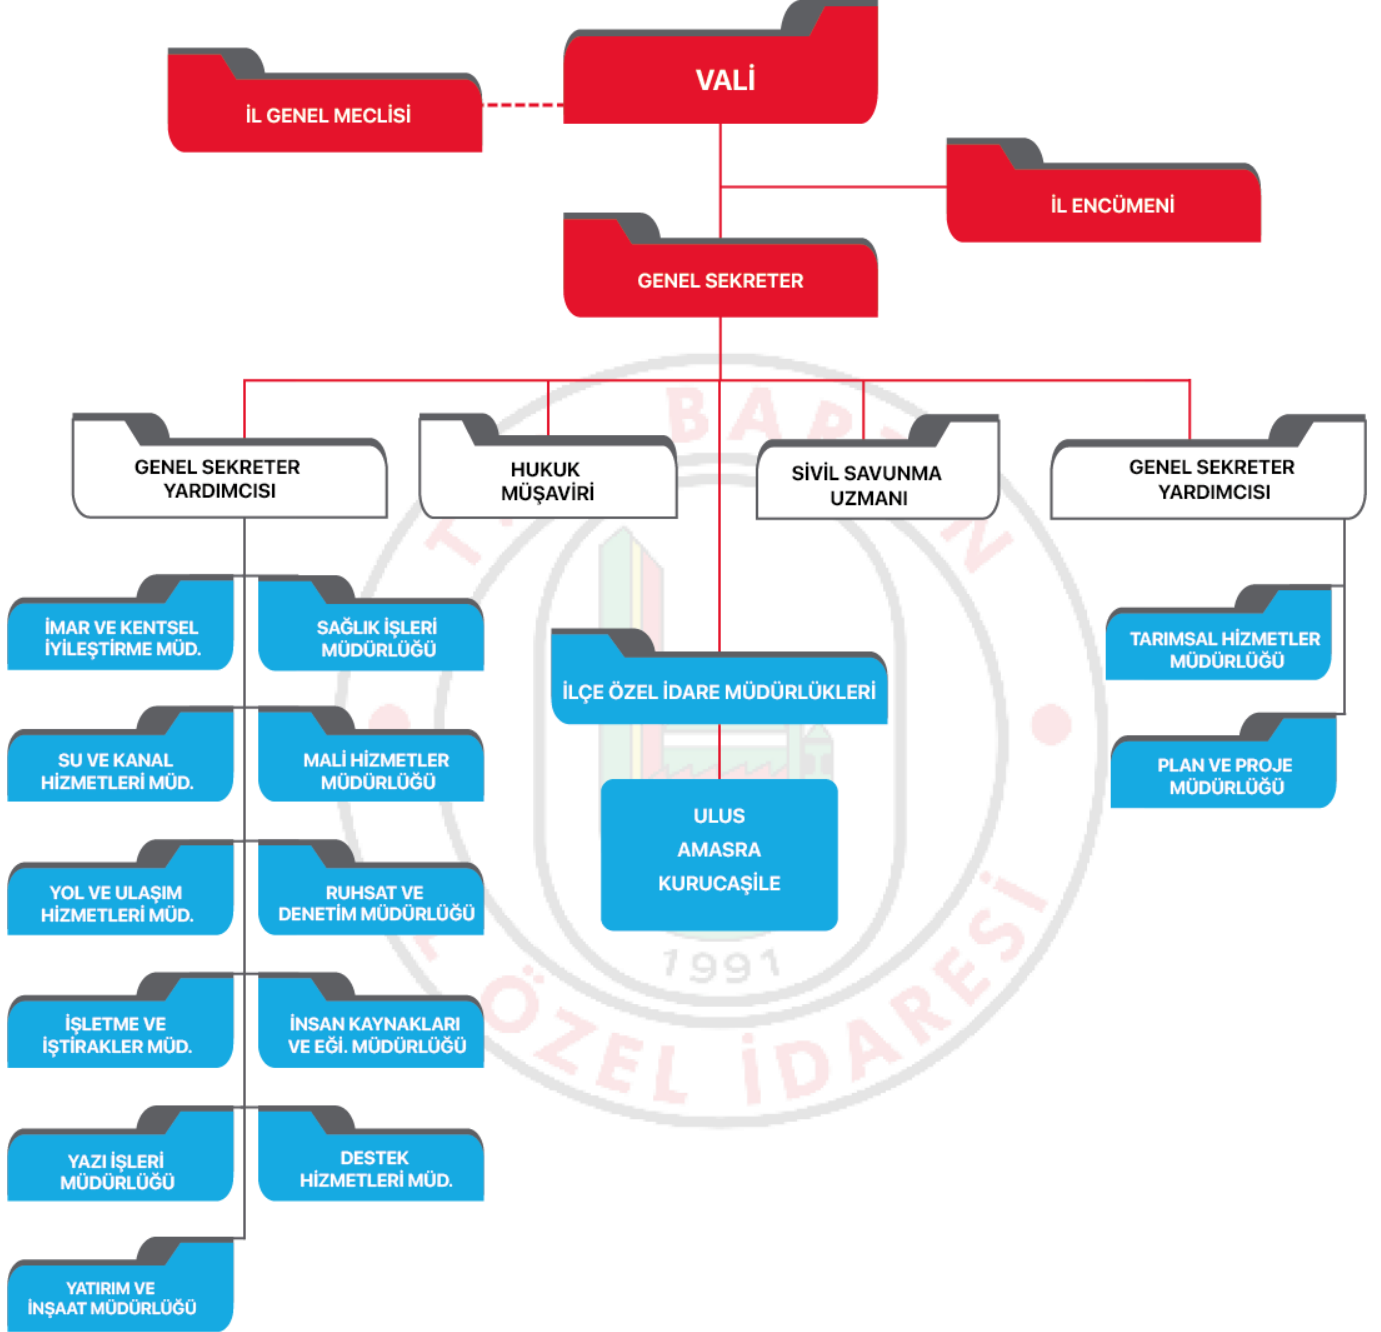 VALİ
İL GENEL MECLİSİ
İL ENCÜMENİ
GENEL SEKRETER
GENEL SEKRETER
YARDIMCISI
HUKUK
MÜŞAVİRİ
SİVİL SAVUNMA
UZMANI
GENEL SEKRETER
YARDIMCISI
İMAR VE KENTSEL
İYİLEŞTİRME MÜD.
SAĞLIK İŞLERİ
MÜDÜRLÜĞÜ
SU VE KANAL
HİZMETLERİ MÜD.
MALİ HİZMETLER
MÜDÜRLÜĞÜ
YOL VE ULAŞIM
HİZMETLERİ MÜD.
RUHSAT VE
DENETİM MÜDÜRLÜĞÜ
İŞLETME VE
İŞTİRAKLER MÜD.
İNSAN KAYNAKLARI
VE EĞİ. MÜDÜRLÜĞÜ
YAZI İŞLERİ
MÜDÜRLÜĞÜ
DESTEK
HİZMETLERİ MÜD.
YATIRIM VE
İNŞAAT MÜDÜRLÜĞÜ
İLÇE ÖZEL İDARE MÜDÜRLÜKLERİ
ULUS
AMASRA
KURUCAŞİLE
TARIMSAL HİZMETLER
MÜDÜRLÜĞÜ
PLAN VE PROJE
MÜDÜRLÜĞÜ
1991
ÖZEL İDARESİ